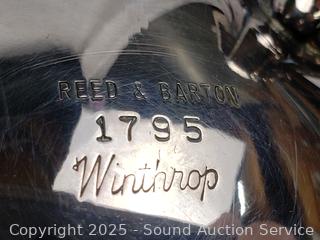 REED & BARTON
1795
Winthrop
Copyright 2025 - Sound Auction Service